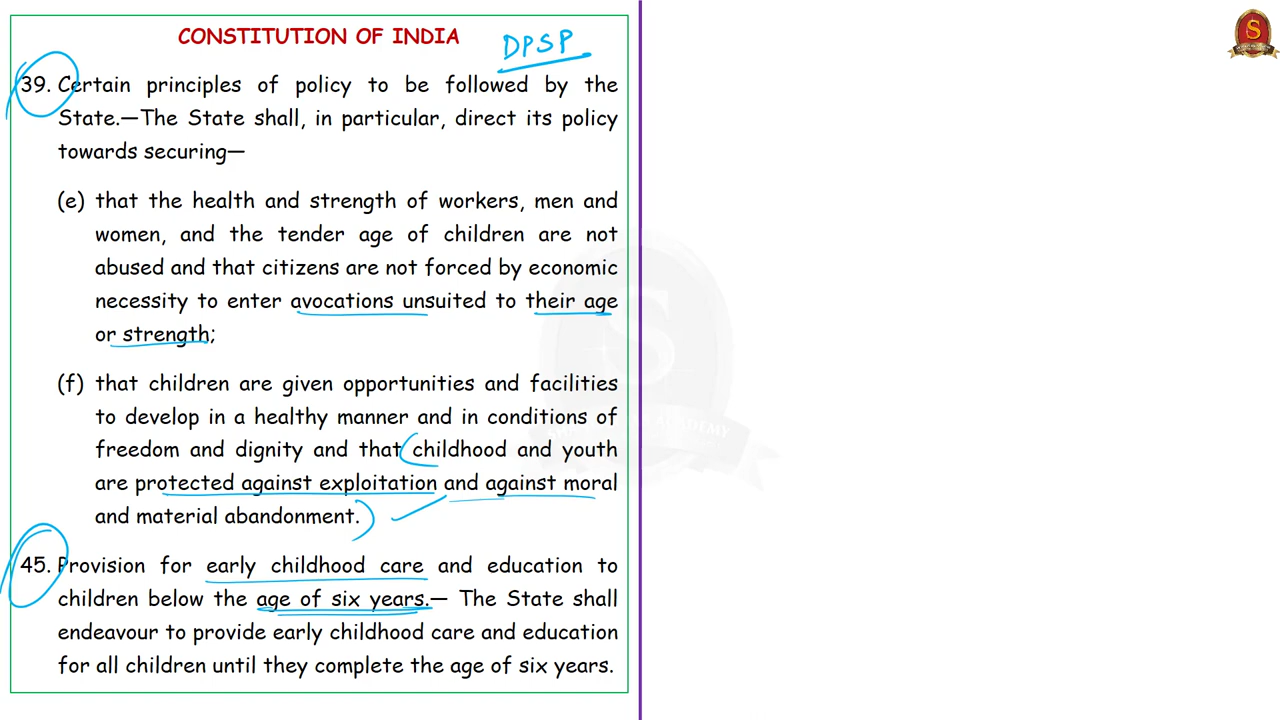 CONSTITUTION OF INDIA
DPSP
39. Certain principles of policy to be followed by the
State.—The State shall, in particular, direct its policy
towards securing—
(e) that the health and strength of workers, men and
women, and the tender age of children are not
abused and that citizens are not forced by economic
necessity to enter avocations unsuited to their age
or strength;
(f) that children are given opportunities and facilities
to develop in a healthy manner and in conditions of
freedom and dignity and that childhood and youth
are protected against exploitation and against moral
and material abandonment.
45. Provision for early childhood care and education to
children below the age of six years.— The State shall
endeavour to provide early childhood care and education
for all children until they complete the age of six years.
S
S
ACADEMY